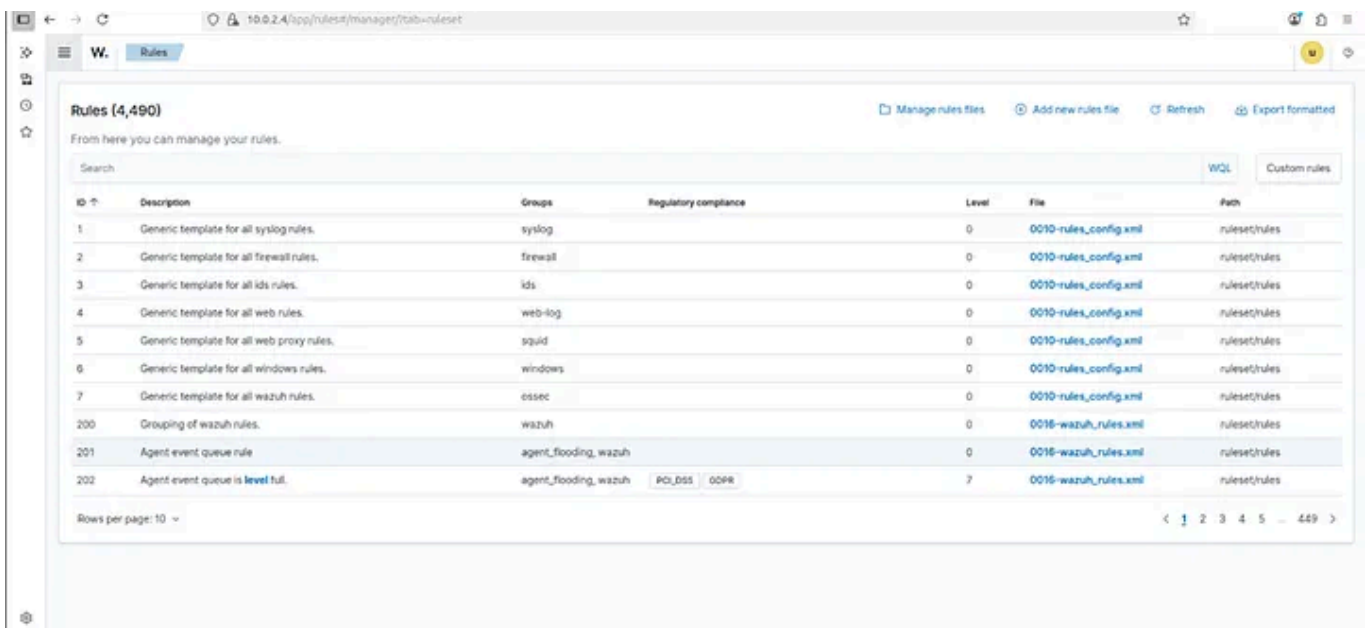 10.0.2.4/app/rules#/manager/?tab=ruleset
W. Rules u
Rules (4,490) Manage rules files Add new rules file Refresh Export formatted
From here you can manage your rules.
Search WQL Custom rules
ID ↑ Description Groups Regulatory compliance Level File Path
1 Generic template for all syslog rules. syslog 0 0010-rules_config.xml ruleset/rules
2 Generic template for all firewall rules. firewall 0 0010-rules_config.xml ruleset/rules
3 Generic template for all ids rules. ids 0 0010-rules_config.xml ruleset/rules
4 Generic template for all web rules. web-log 0 0010-rules_config.xml ruleset/rules
5 Generic template for all web proxy rules. squid 0 0010-rules_config.xml ruleset/rules
6 Generic template for all windows rules. windows 0 0010-rules_config.xml ruleset/rules
7 Generic template for all wazuh rules. ossec 0 0010-rules_config.xml ruleset/rules
200 Grouping of wazuh rules. wazuh 0 0016-wazuh_rules.xml ruleset/rules
201 Agent event queue rule agent_flooding, wazuh 0 0016-wazuh_rules.xml ruleset/rules
202 Agent event queue is level full. agent_flooding, wazuh PCI_DSS GDPR 7 0016-wazuh_rules.xml ruleset/rules
Rows per page: 10 < 1 2 3 4 5 ... 449 >